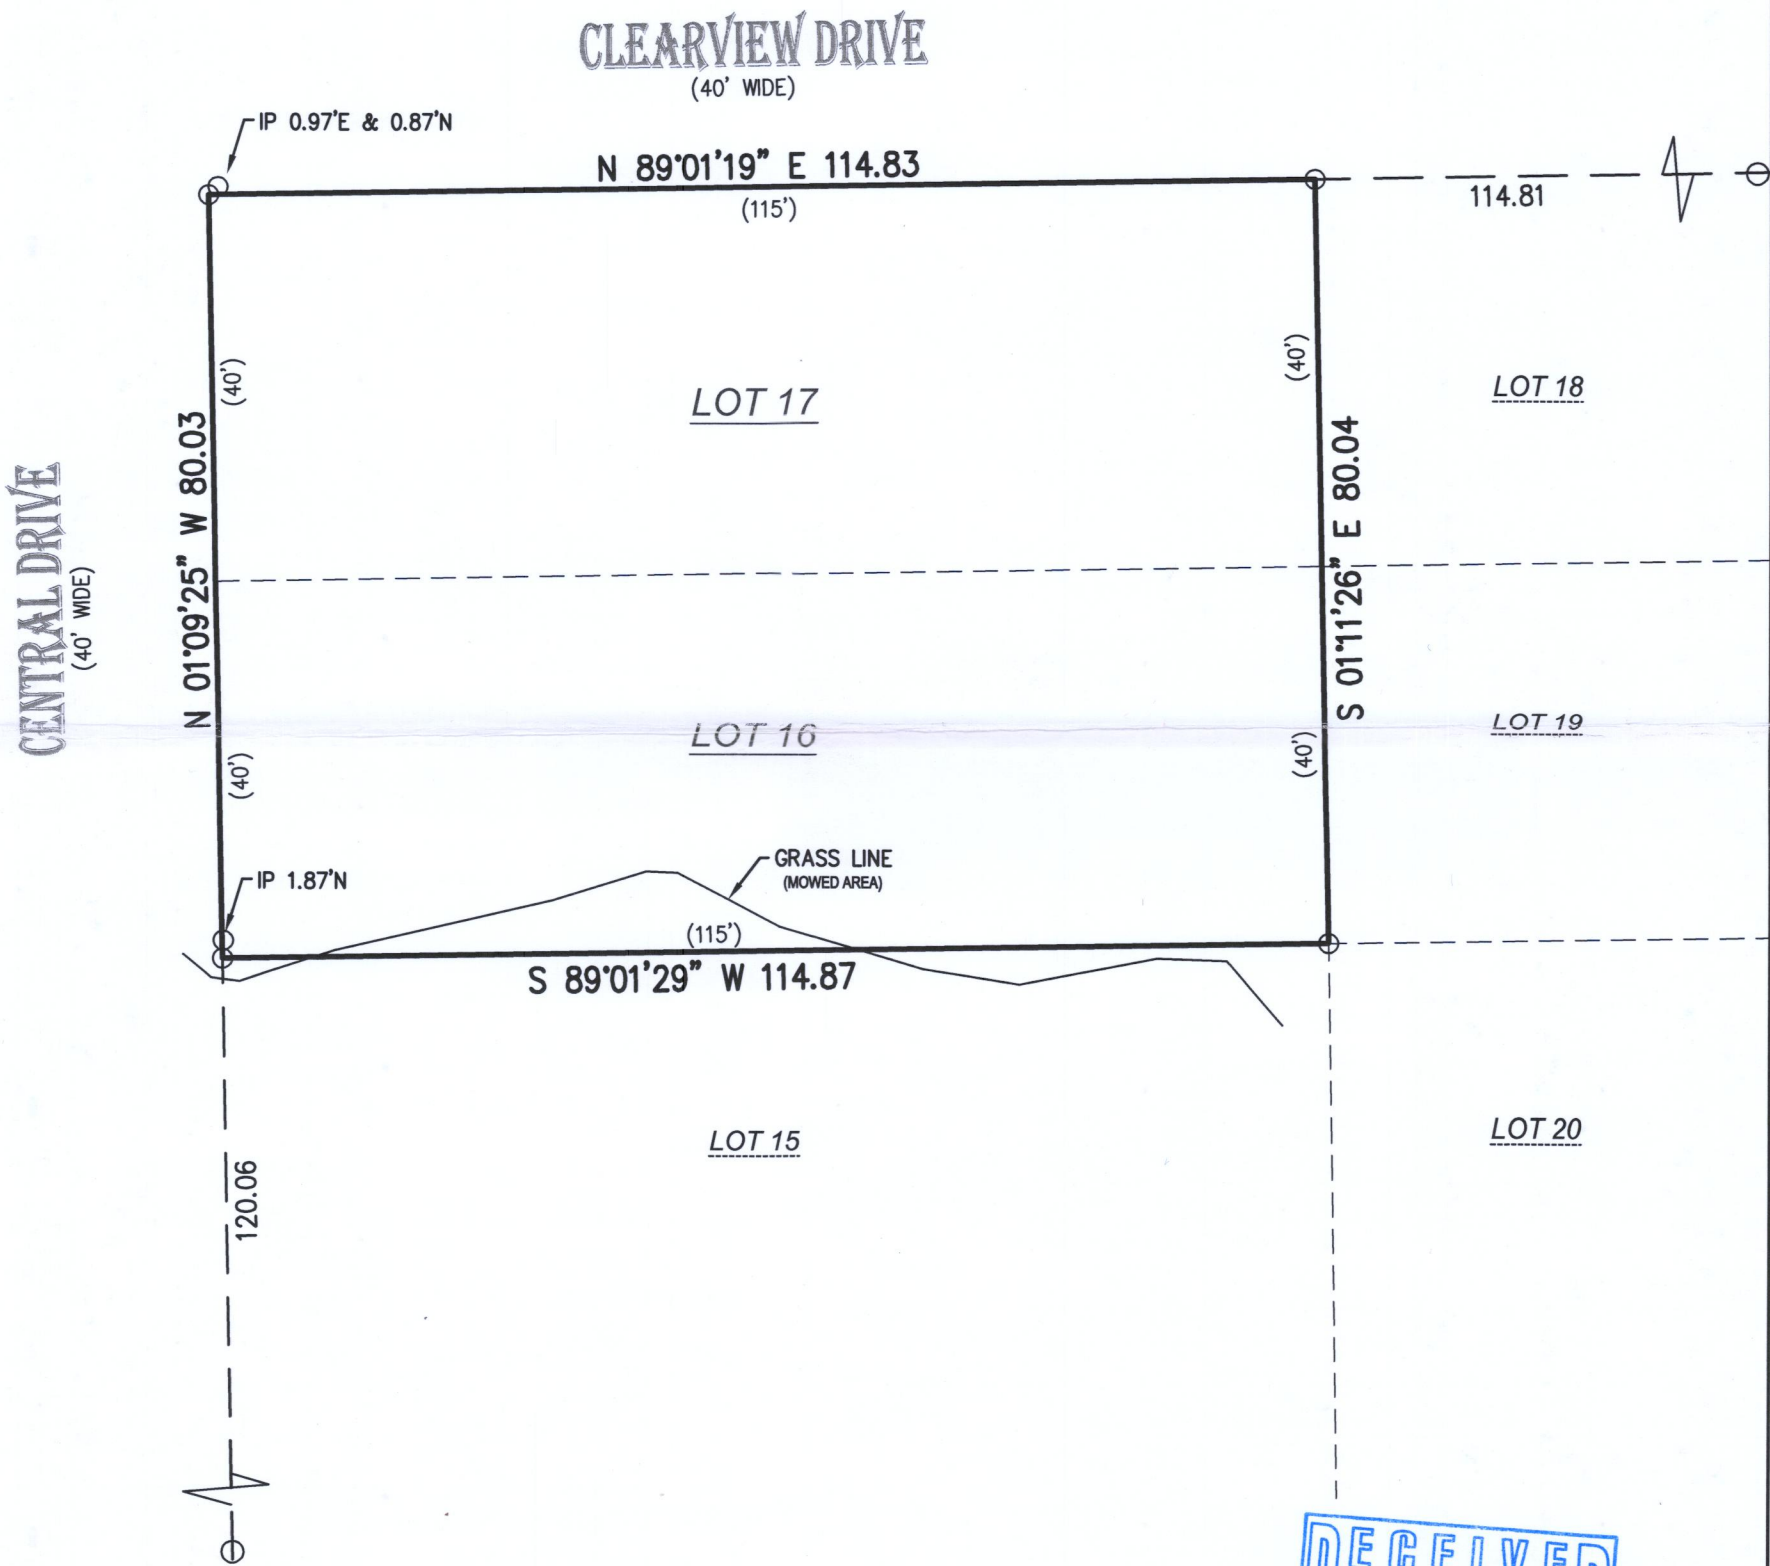 CLEARVIEW DRIVE
(40' WIDE)
IP 0.97'E & 0.87'N
N 89°01'19" E 114.83
(115')
114.81
(40')
(40')
LOT 17
LOT 18
N 01°09'25" W 80.03
S 01°11'26" E 80.04
CENTRAL DRIVE
(40' WIDE)
LOT 16
LOT 19
(40')
(40')
IP 1.87'N
GRASS LINE
(MOWED AREA)
(115')
S 89°01'29" W 114.87
LOT 15
LOT 20
120.06
RECEIVED